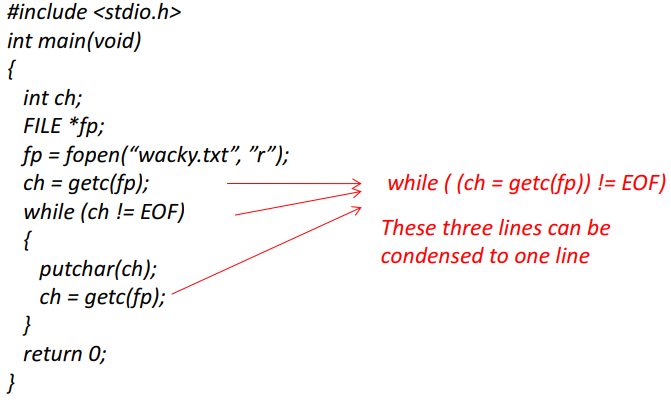 #include <stdio.h>
int main(void)
{
int ch;
FILE *fp;
fp = fopen(“wacky.txt”, ”r”);
ch = getc(fp);
while (ch != EOF)
{
putchar(ch);
ch = getc(fp);
}
return 0;
}
while ( (ch = getc(fp)) != EOF)
These three lines can be
condensed to one line